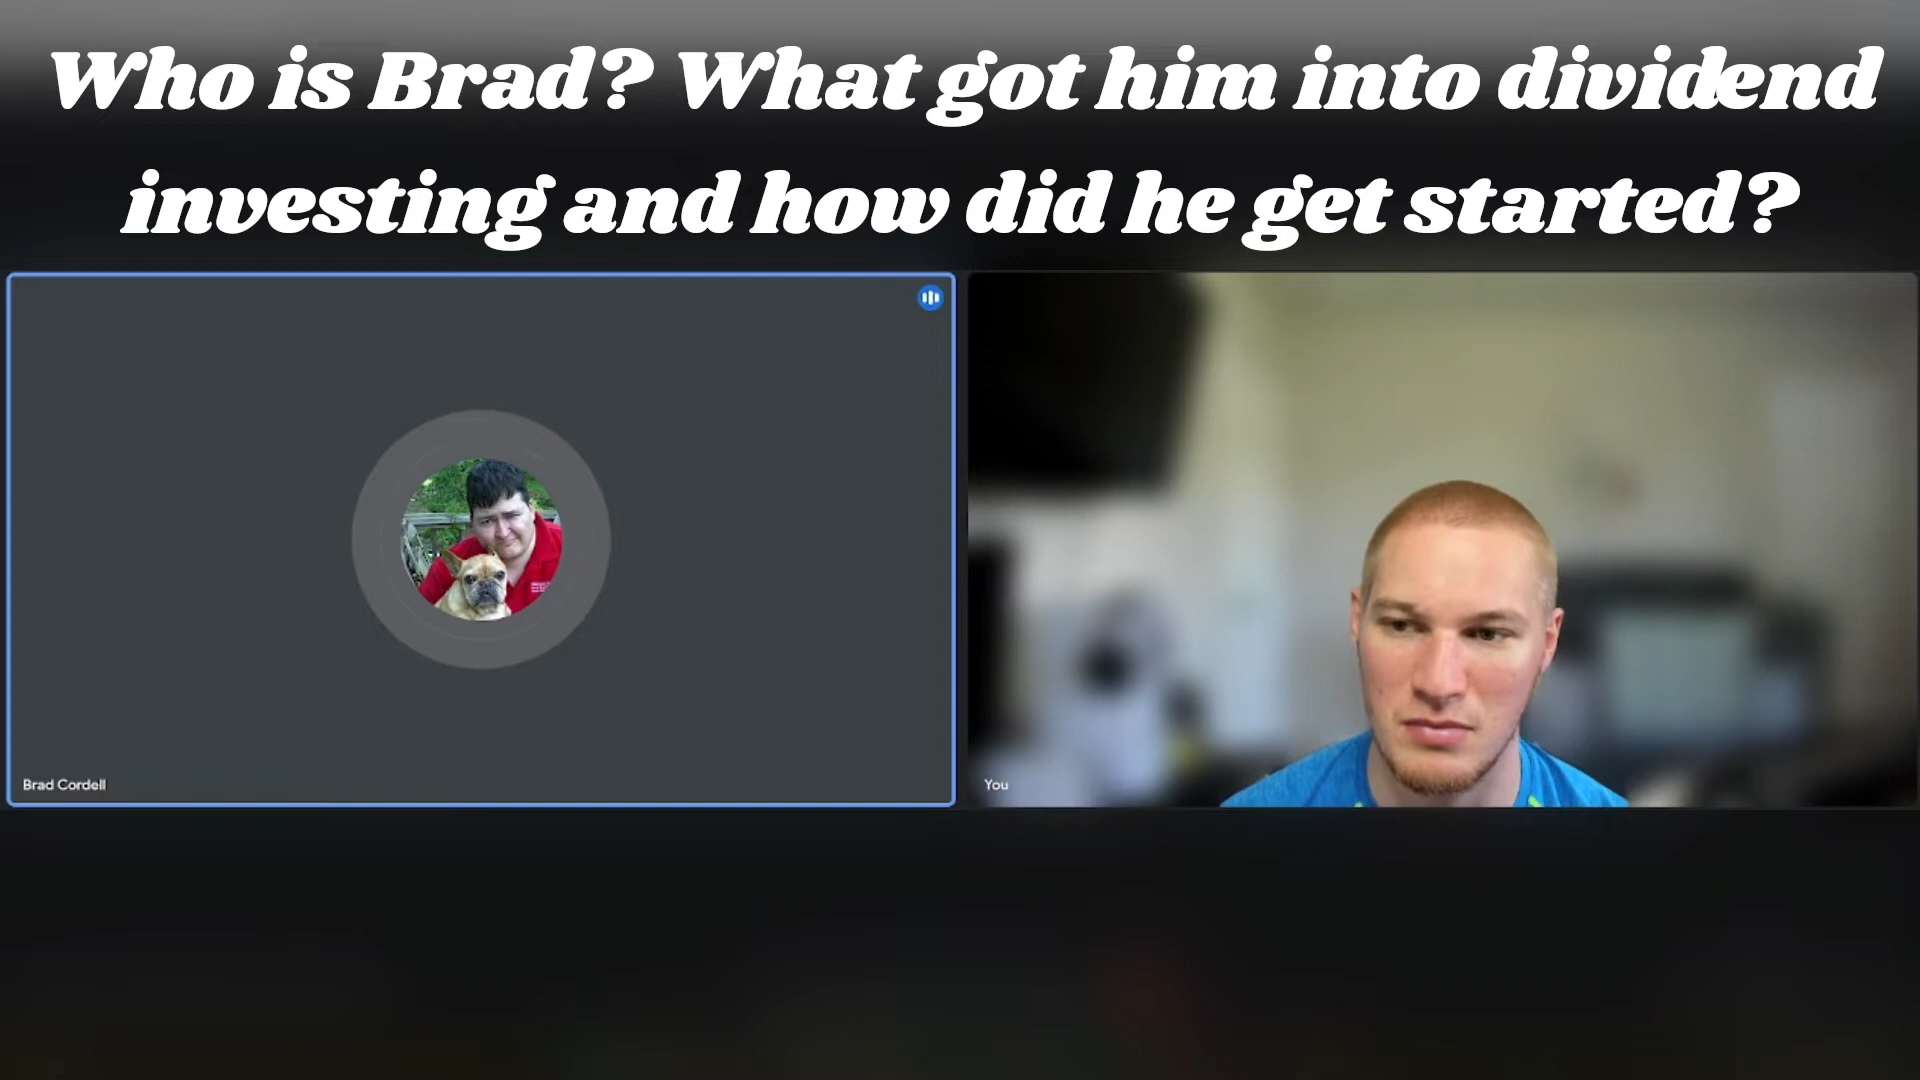 Who is Brad? What got him into dividend
investing and how did he get started?
Brad Cordell
You